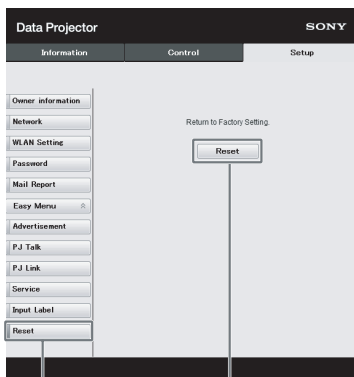 Data Projector SONY
Information Control Setup
Owner information
Network
WLAN Setting
Password
Mail Report
Easy Menu
Advertisement
PJ Talk
PJ Link
Service
Input Label
Reset
Return to Factory Setting.
Reset